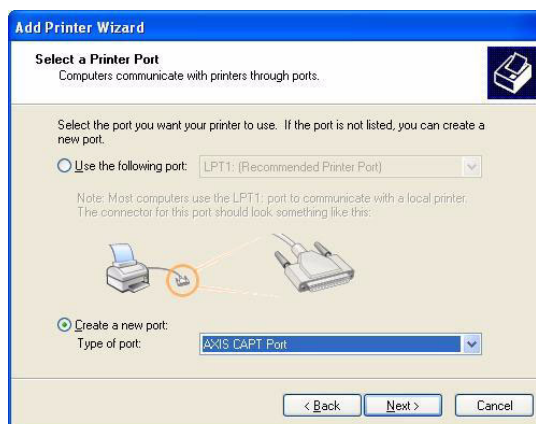 Add Printer Wizard
Select a Printer Port
Computers communicate with printers through ports.
Select the port you want your printer to use. If the port is not listed, you can create a
new port.
Use the following port: LPT1: (Recommended Printer Port)
Note: Most computers use the LPT1: port to communicate with a local printer.
The connector for this port should look something like this:
Create a new port:
Type of port: AXIS CAPT Port
< Back Next > Cancel